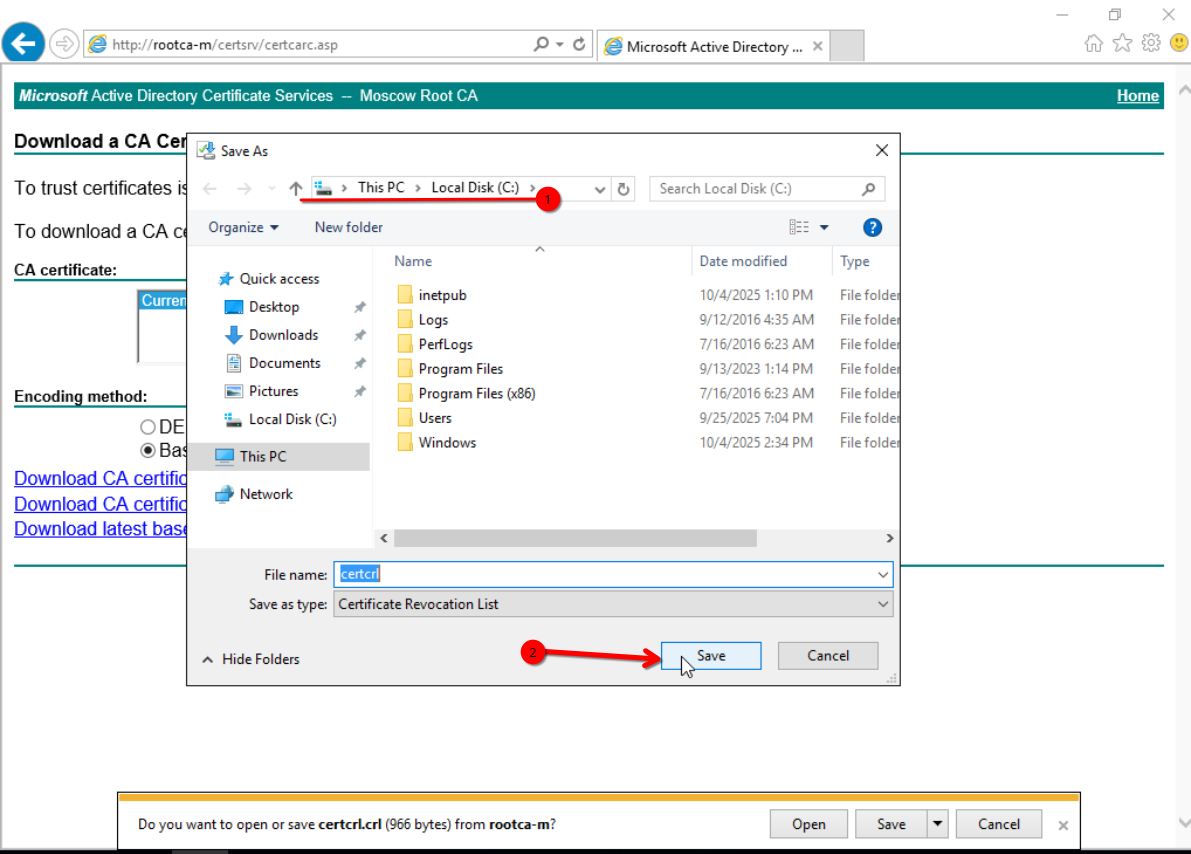 http://rootca-m/certsrv/certcarc.asp
Microsoft Active Directory ...
Microsoft Active Directory Certificate Services -- Moscow Root CA
Home
Download a CA Cer
Save As
To trust certificates is
This PC > Local Disk (C:) >
1
Search Local Disk (C:)
To download a CA ce
Organize
New folder
?
CA certificate:
Curren
Name
Date modified
Type
Quick access
Desktop
Downloads
Documents
Pictures
Local Disk (C:)
This PC
Network
inetpub 10/4/2025 1:10 PM File folder
Logs 9/12/2016 4:35 AM File folder
PerfLogs 7/16/2016 6:23 AM File folder
Program Files 9/13/2023 1:14 PM File folder
Program Files (x86) 7/16/2016 6:23 AM File folder
Users 9/25/2025 7:04 PM File folder
Windows 10/4/2025 2:34 PM File folder
Encoding method:
DE
Bas
Download CA certific
Download CA certific
Download latest base
File name: certcrl
Save as type: Certificate Revocation List
Hide Folders
2
Save
Cancel
Do you want to open or save certcrl.crl (966 bytes) from rootca-m?
Open
Save
Cancel